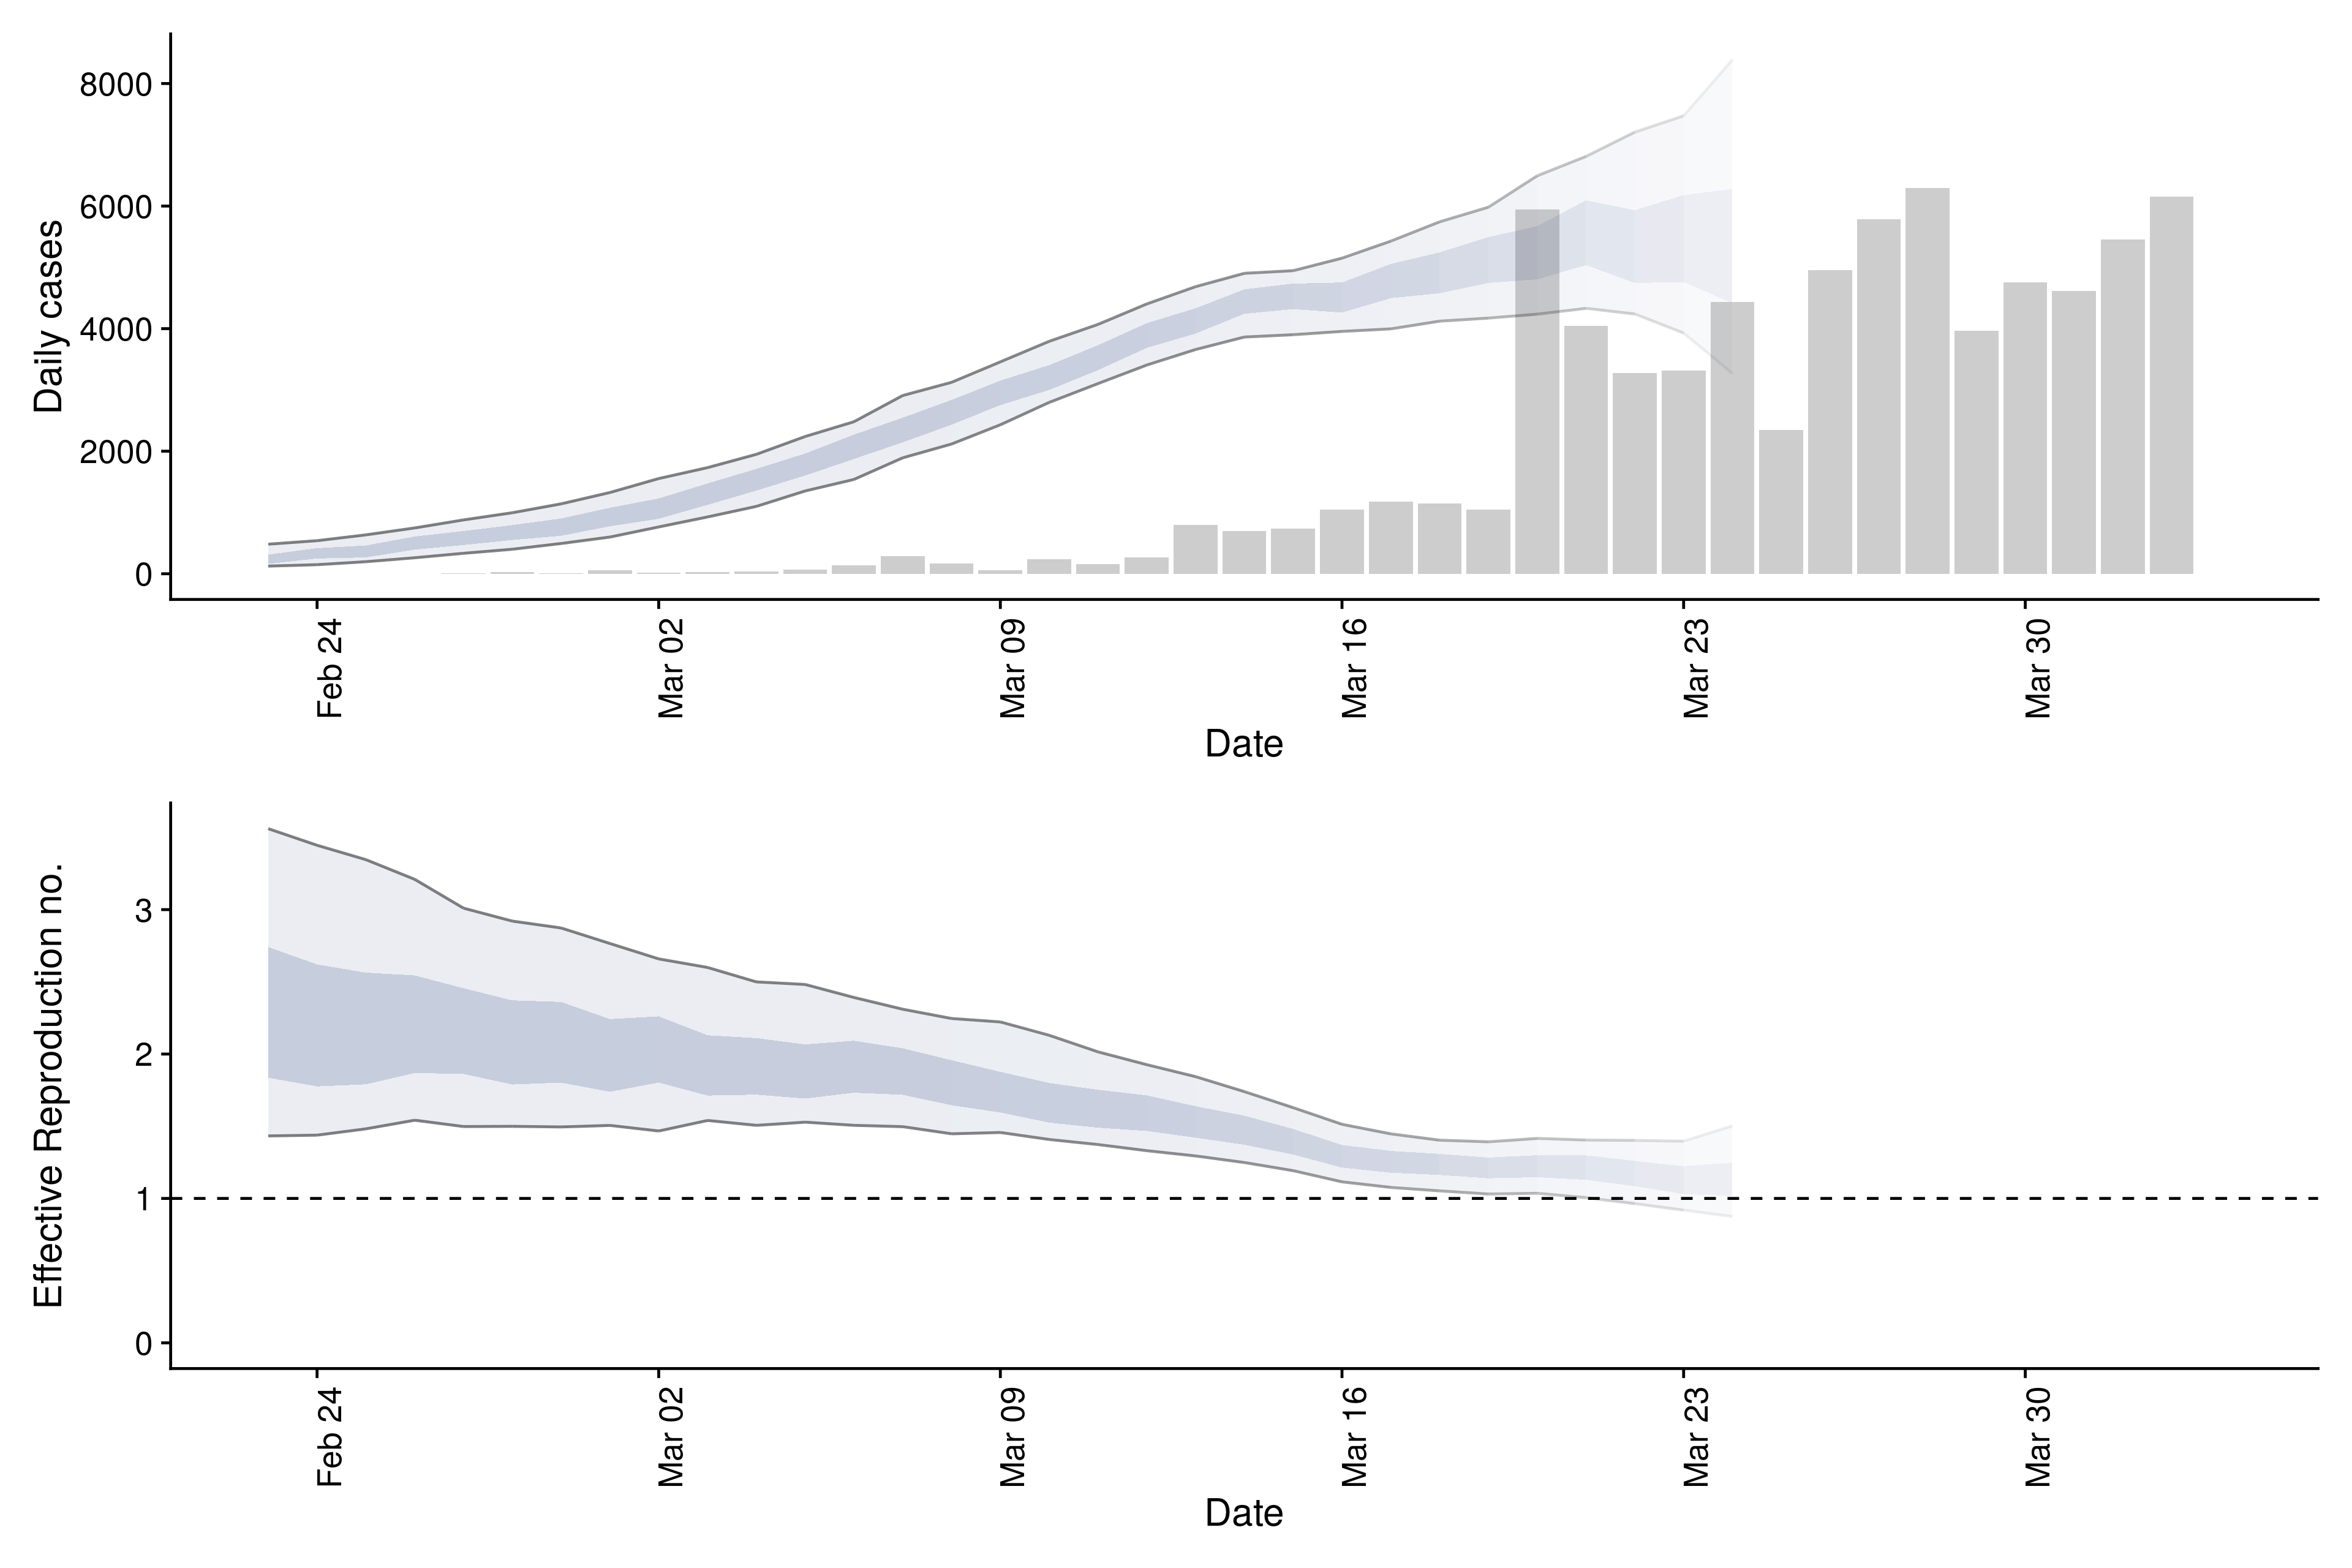 Daily cases
8000
6000
4000
2000
0
Feb 24
Mar 02
Mar 09
Mar 16
Mar 23
Mar 30
Date
Effective Reproduction no.
3
2
1
0
Feb 24
Mar 02
Mar 09
Mar 16
Mar 23
Mar 30
Date